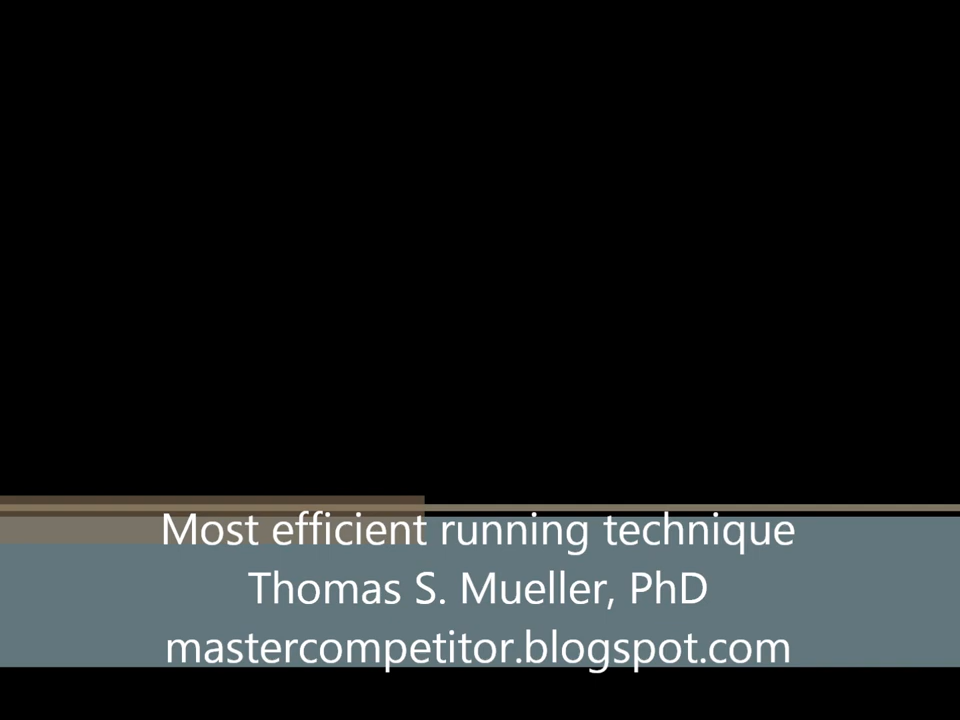 Most efficient running technique
Thomas S. Mueller, PhD
mastercompetitor.blogspot.com